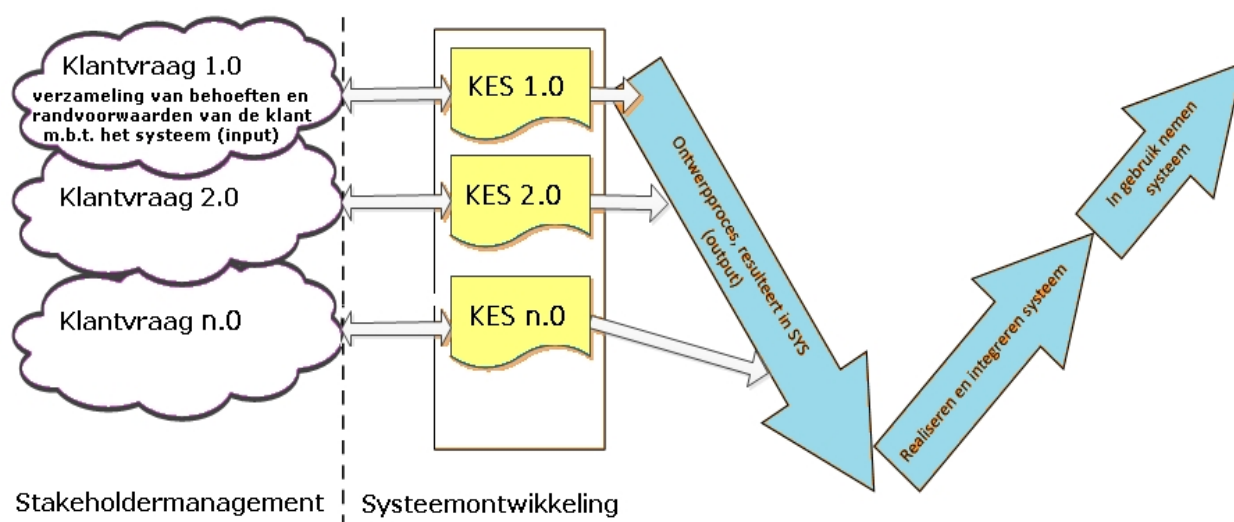 Klantvraag 1.0
verzameling van behoeften en
randvoorwaarden van de klant
m.b.t. het systeem (input)
Klantvraag 2.0
Klantvraag n.0
KES 1.0
KES 2.0
KES n.0
Ontwerpproces, resulteert in SYS
(output)
Realiseren en integreren systeem
In gebruik nemen
systeem
Stakeholdermanagement
Systeemontwikkeling